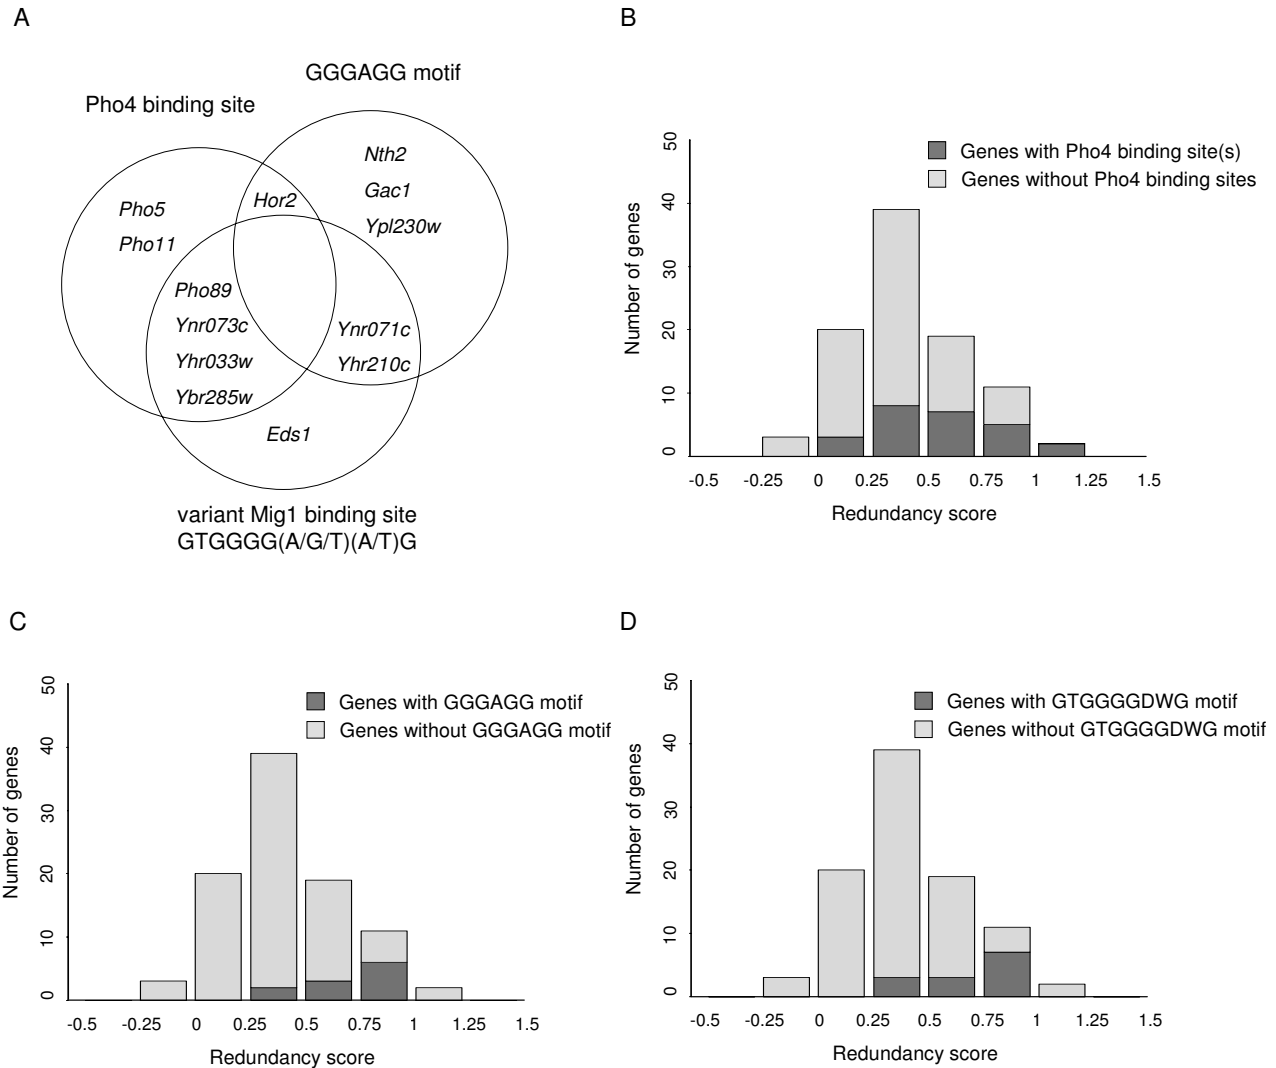 A
GGGAGG motif
Pho4 binding site
Nth2
Gac1
Ypl230w
Hor2
Pho5
Pho11
Pho89
Ynr073c
Yhr033w
Ybr285w
Ynr071c
Yhr210c
Eds1
variant Mig1 binding site
GTGGGG(A/G/T)(A/T)G
B
Genes with Pho4 binding site(s)
Genes without Pho4 binding sites
Number of genes
50
40
30
20
10
0
-0.5 -0.25 0 0.25 0.5 0.75 1 1.25 1.5
Redundancy score
C
Genes with GGGAGG motif
Genes without GGGAGG motif
Number of genes
50
40
30
20
10
0
-0.5 -0.25 0 0.25 0.5 0.75 1 1.25 1.5
Redundancy score
D
Genes with GTGGGGDWG motif
Genes without GTGGGGDWG motif
Number of genes
50
40
30
20
10
0
-0.5 -0.25 0 0.25 0.5 0.75 1 1.25 1.5
Redundancy score